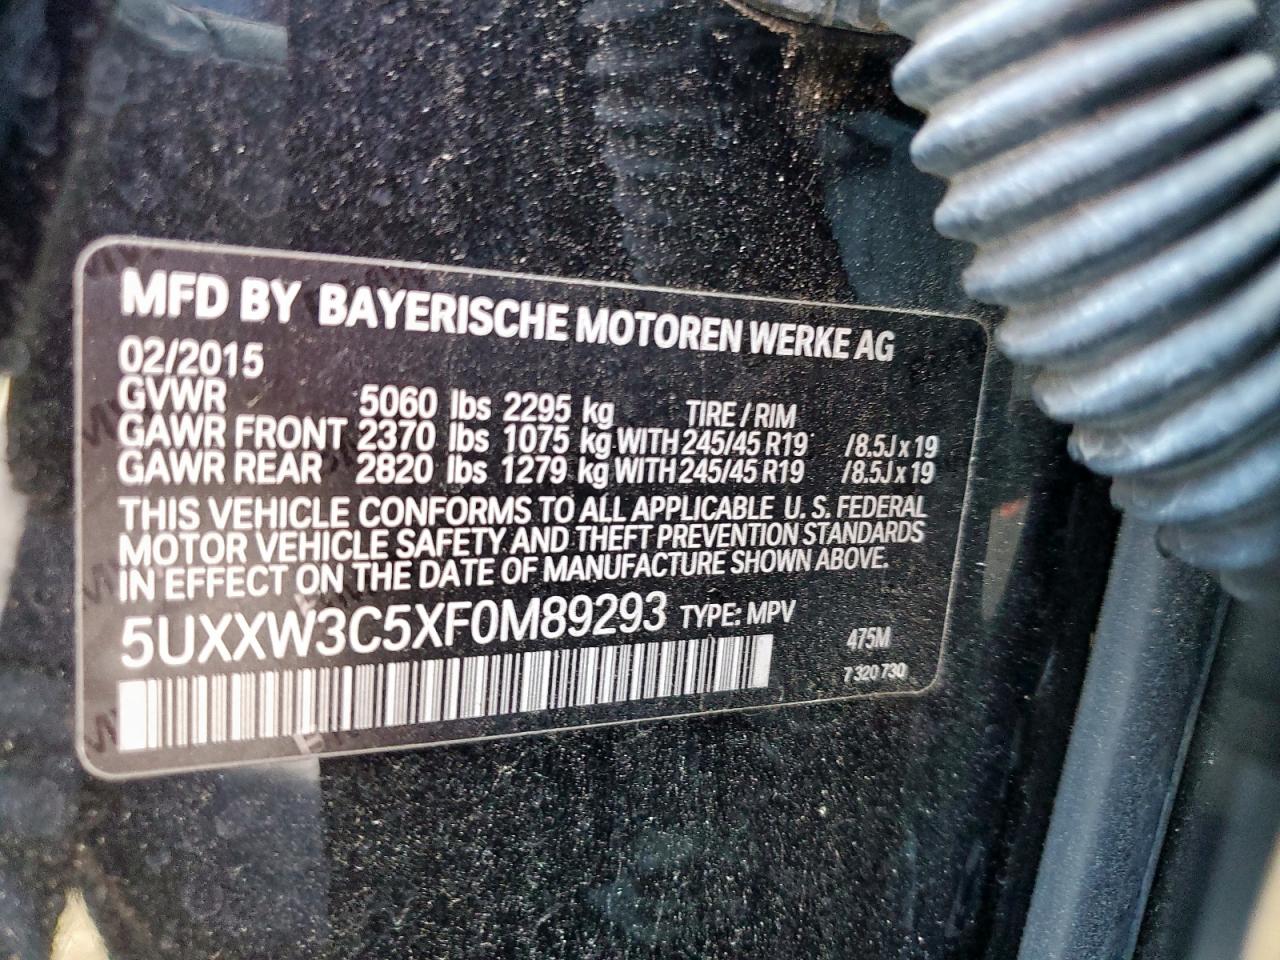 MFD BY BAYERISCHE MOTOREN WERKE AG
02/2015
GVWR 5060 lbs 2295 kg TIRE / RIM
GAWR FRONT 2370 lbs 1075 kg WITH 245/45 R19 /8.5J x 19
GAWR REAR 2820 lbs 1279 kg WITH 245/45 R19 /8.5J x 19
THIS VEHICLE CONFORMS TO ALL APPLICABLE U. S. FEDERAL
MOTOR VEHICLE SAFETY AND THEFT PREVENTION STANDARDS
IN EFFECT ON THE DATE OF MANUFACTURE SHOWN ABOVE.
5UXXW3C5XF0M89293 TYPE: MPV
475M
7 320 730